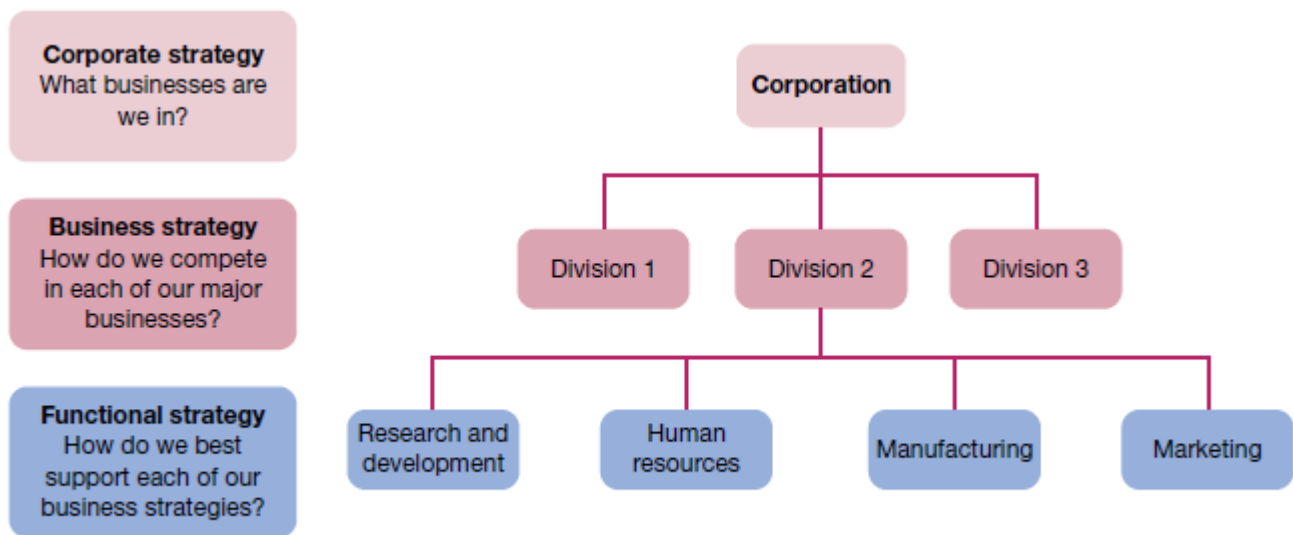 Corporate strategy
What businesses are
we in?
Corporation
Business strategy
How do we compete
in each of our major
businesses?
Division 1
Division 2
Division 3
Functional strategy
How do we best
support each of our
business strategies?
Research and
development
Human
resources
Manufacturing
Marketing